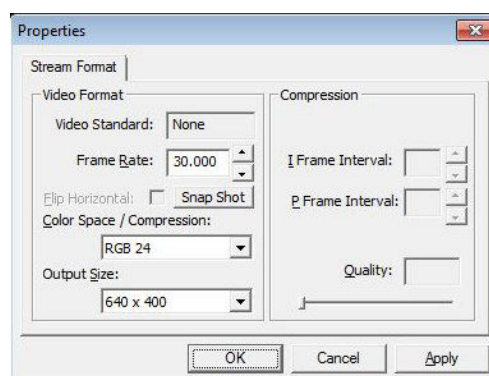 Properties
Stream Format
Video Format
Video Standard: None
Frame Rate: 30.000
Flip Horizontal: Snap Shot
Color Space / Compression:
RGB 24
Output Size:
640 x 400
Compression
I Frame Interval:
P Frame Interval:
Quality:
OK Cancel Apply